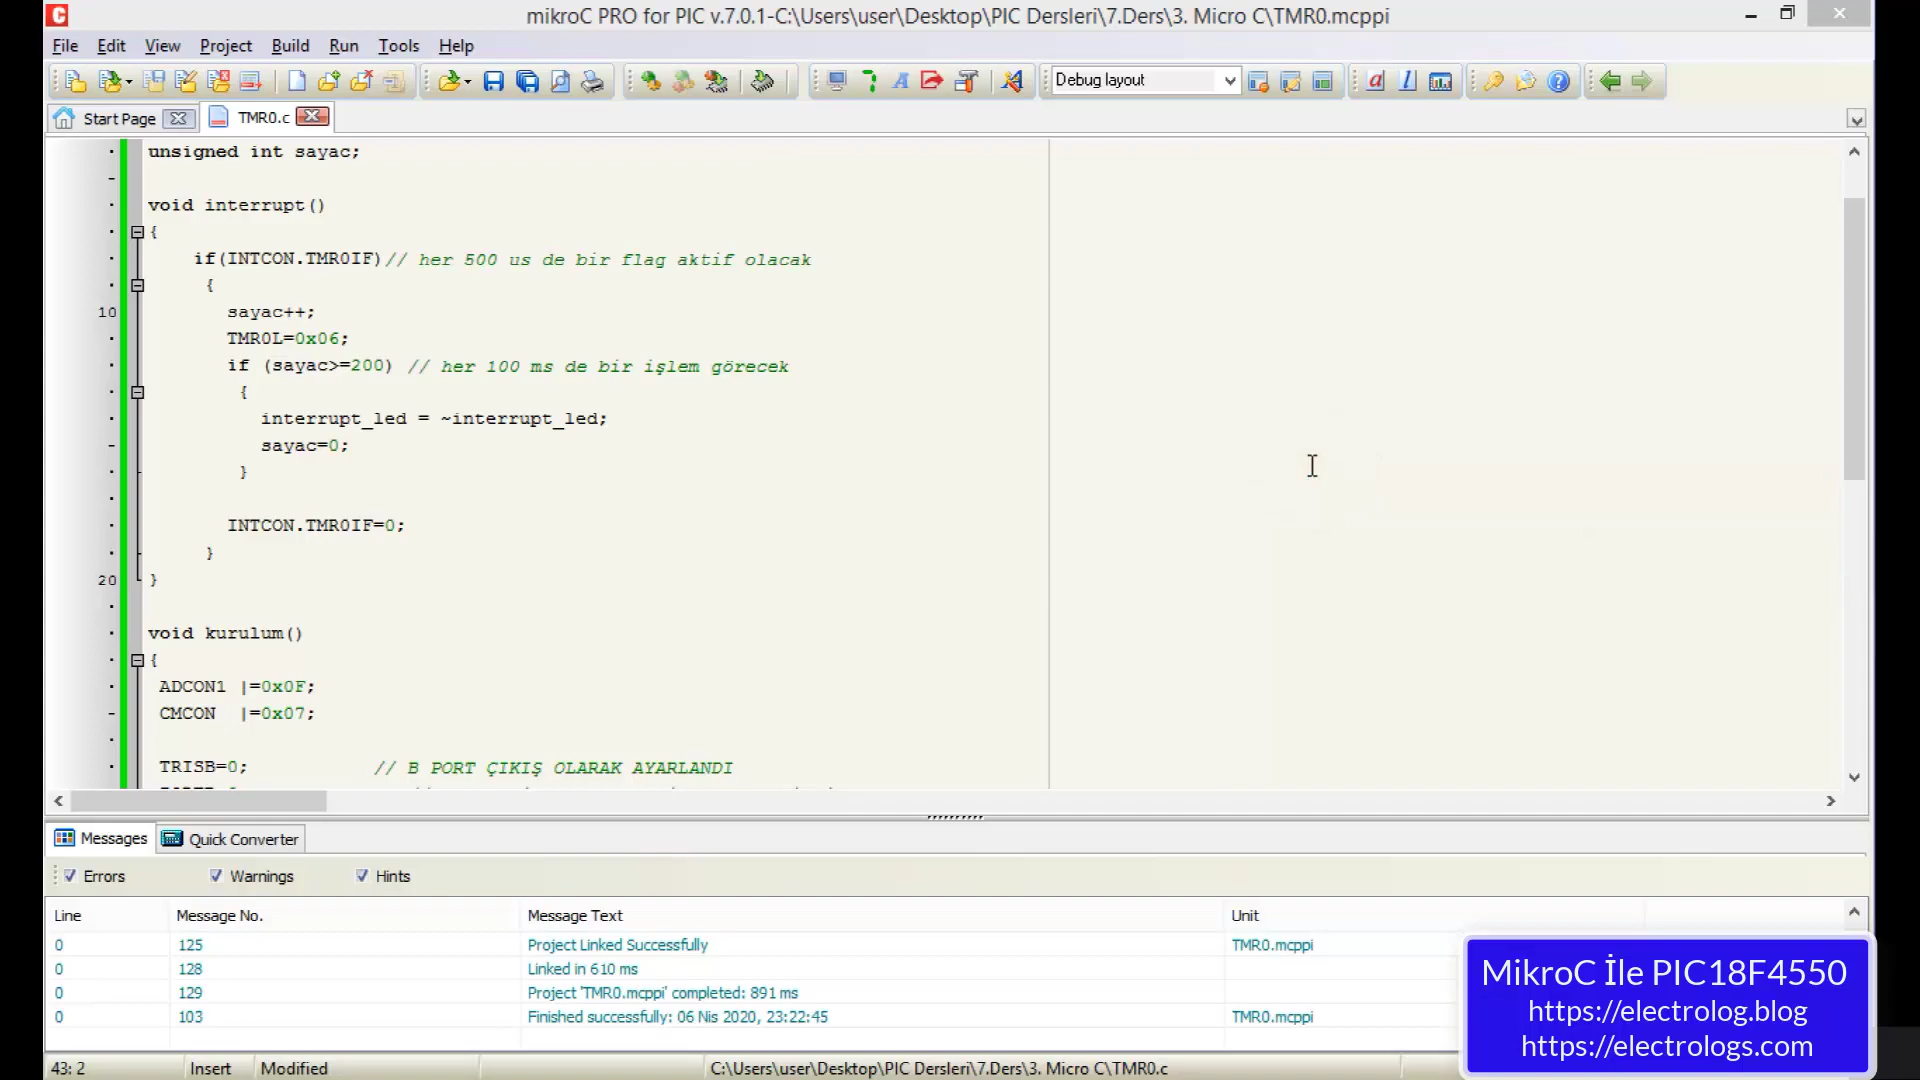 mikroC PRO for PIC v.7.0.1-C:\Users\user\Desktop\PIC Dersleri\7.Ders\3. Micro C\TMR0.mcppi
File Edit View Project Build Run Tools Help
Debug layout
Start Page TMR0.c
unsigned int sayac;
void interrupt()
{
if(INTCON.TMR0IF)// her 500 us de bir flag aktif olacak
{
10 sayac++;
TMR0L=0x06;
if (sayac>=200) // her 100 ms de bir işlem görecek
{
interrupt_led = ~interrupt_led;
sayac=0;
}
INTCON.TMR0IF=0;
}
20 }
void kurulum()
{
ADCON1 |=0x0F;
CMCON |=0x07;
TRISB=0; // B PORT ÇIKIŞ OLARAK AYARLANDI
Messages Quick Converter
Errors Warnings Hints
Line Message No. Message Text Unit
0 125 Project Linked Successfully TMR0.mcppi
0 128 Linked in 610 ms
0 129 Project 'TMR0.mcppi' completed: 891 ms
0 103 Finished successfully: 06 Nis 2020, 23:22:45 TMR0.mcppi
MikroC İle PIC18F4550
https://electrolog.blog
https://electrologs.com
43: 2 Insert Modified C:\Users\user\Desktop\PIC Dersleri\7.Ders\3. Micro C\TMR0.c